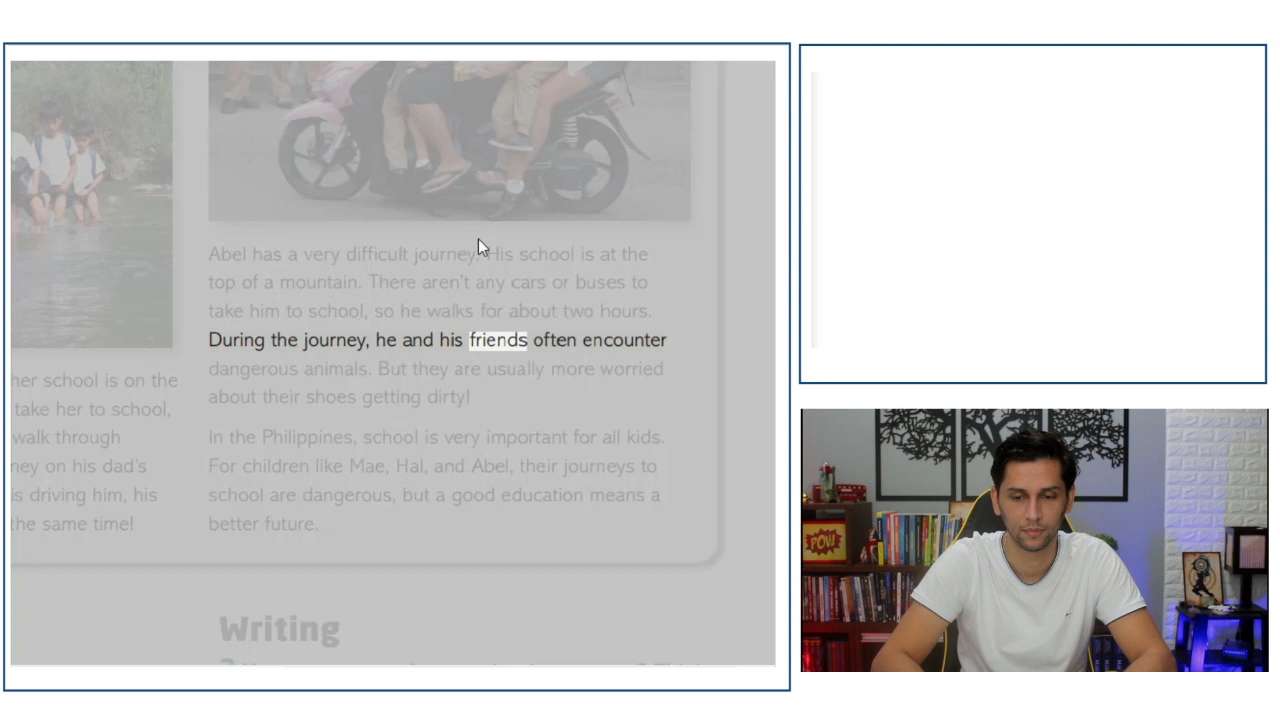 her school is on the
take her to school,
walk through
ney on his dad's
is driving him, his
the same time!
Abel has a very difficult journey. His school is at the
top of a mountain. There aren't any cars or buses to
take him to school, so he walks for about two hours.
During the journey, he and his friends often encounter
dangerous animals. But they are usually more worried
about their shoes getting dirty!
In the Philippines, school is very important for all kids.
For children like Mae, Hal, and Abel, their journeys to
school are dangerous, but a good education means a
better future.
Writing
POW!